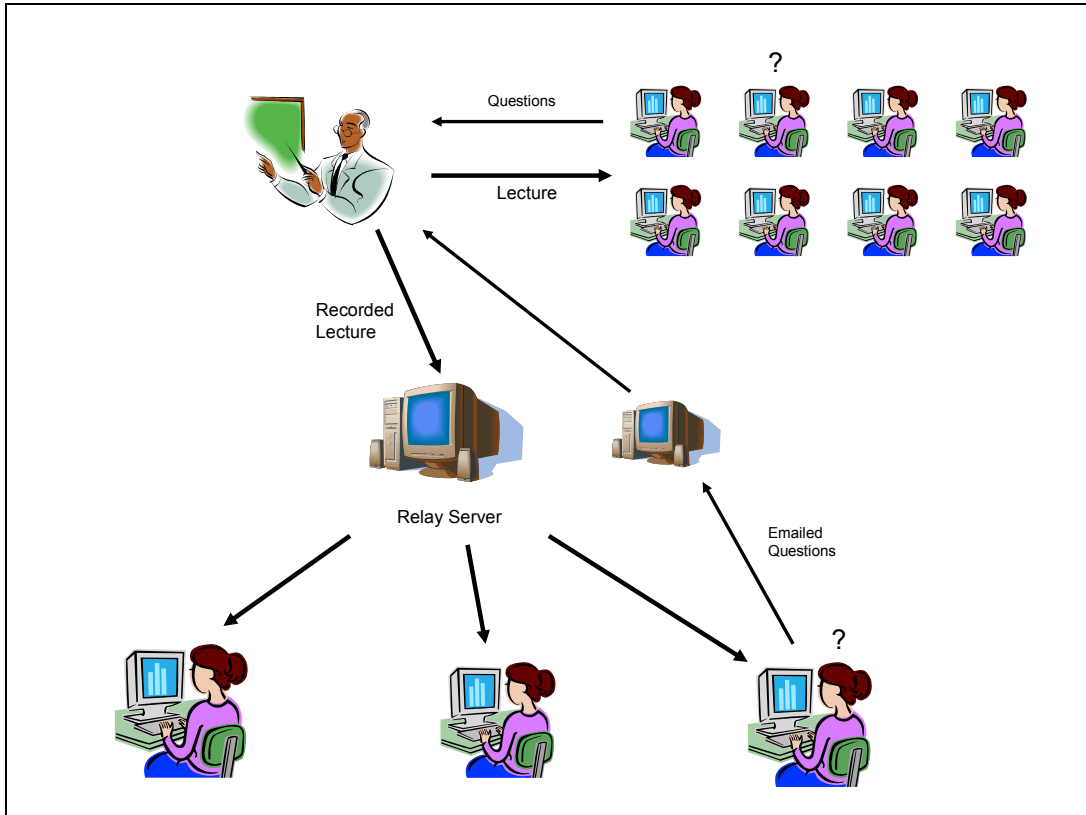 ?
Questions
Lecture
Recorded
Lecture
Relay Server
Emailed
Questions
?